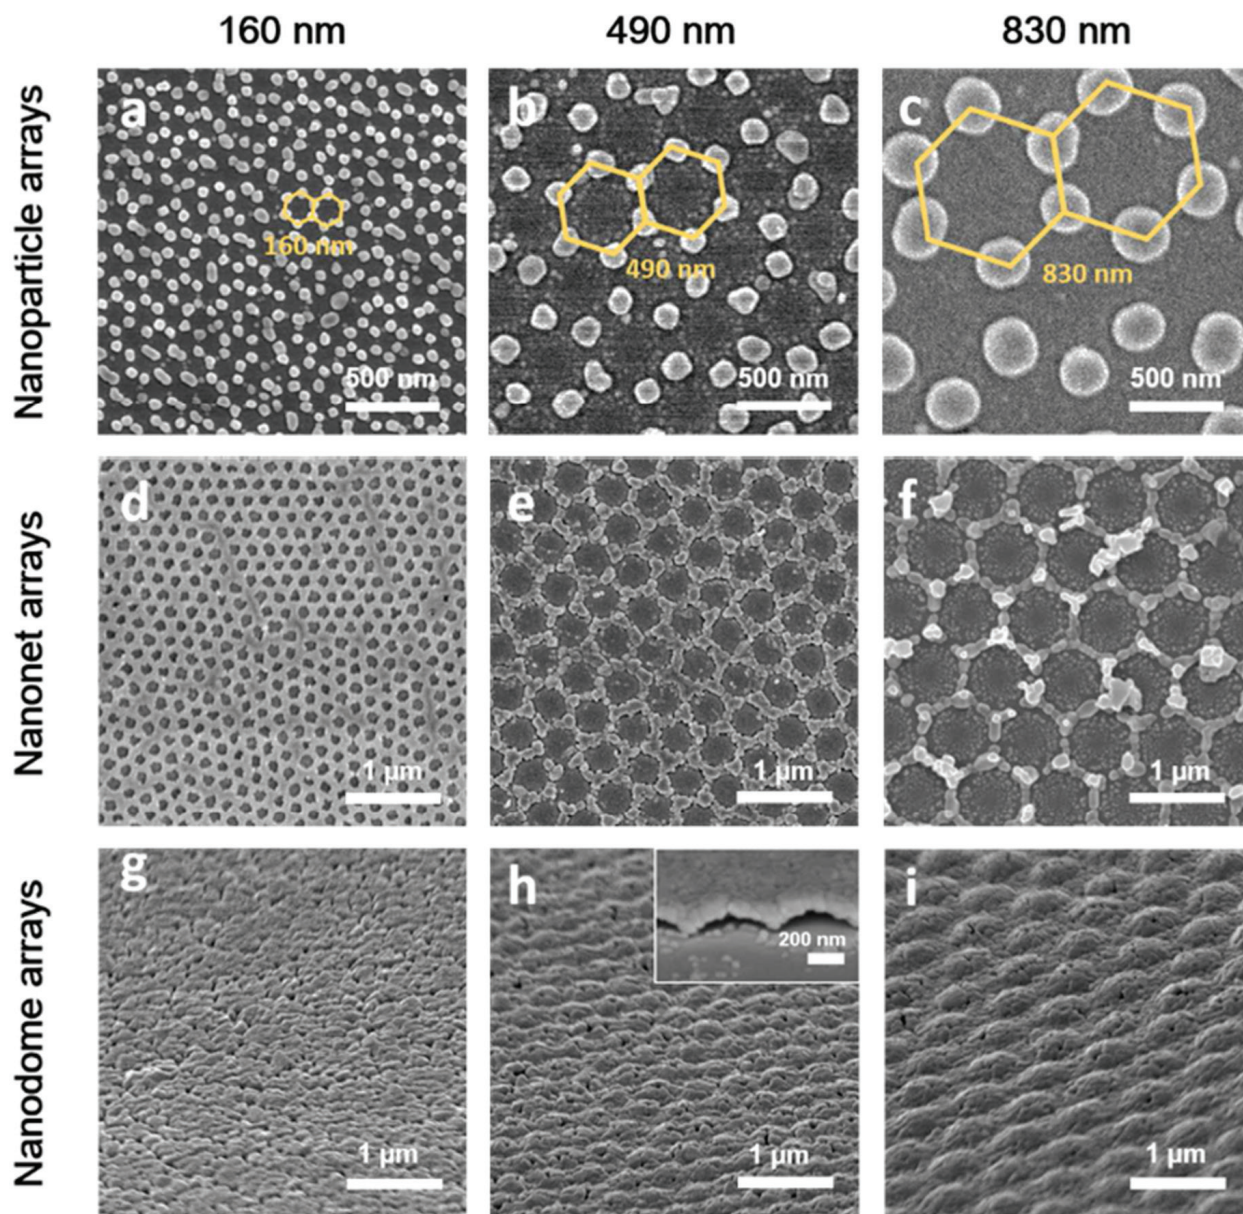 160 nm 490 nm 830 nm
Nanoparticle arrays
a
160 nm
500 nm
b
490 nm
500 nm
c
830 nm
500 nm
Nanonet arrays
d
1 µm
e
1 µm
f
1 µm
Nanodome arrays
g
1 µm
h
200 nm
1 µm
i
1 µm